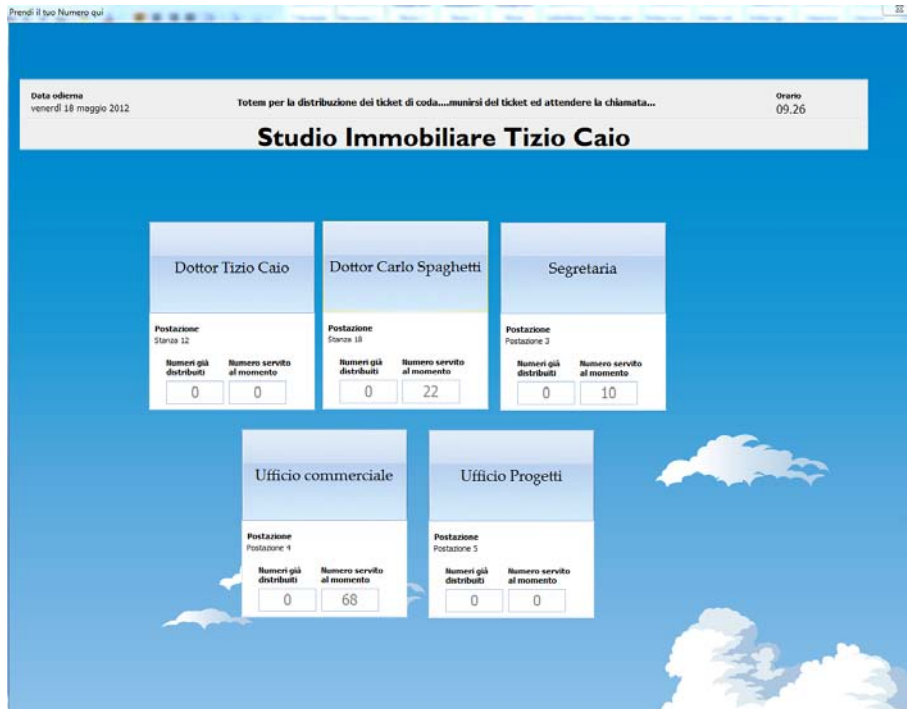 Prendi il tuo Numero qui
Data odierna
venerdì 18 maggio 2012
Totem per la distribuzione dei ticket di coda....munirsi del ticket ed attendere la chiamata...
Orario
09.26
Studio Immobiliare Tizio Caio
Dottor Tizio Caio
Postazione
Stanza 12
Numeri già distribuiti
Numero servito al momento
0
0
Dottor Carlo Spaghetti
Postazione
Stanza 18
Numeri già distribuiti
Numero servito al momento
0
22
Segretaria
Postazione
Postazione 3
Numeri già distribuiti
Numero servito al momento
0
10
Ufficio commerciale
Postazione
Postazione 4
Numeri già distribuiti
Numero servito al momento
0
68
Ufficio Progetti
Postazione
Postazione 5
Numeri già distribuiti
Numero servito al momento
0
0